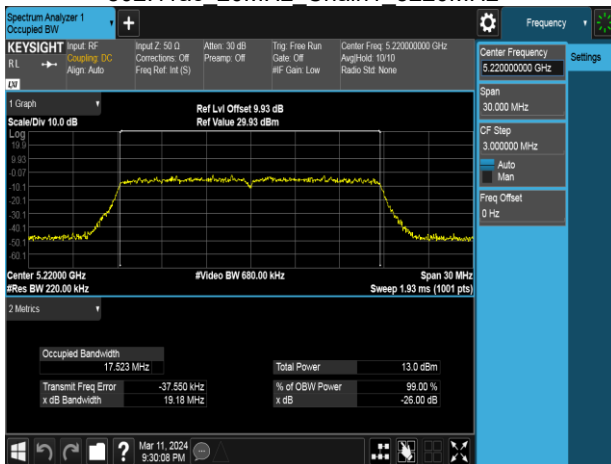 Spectrum Analyzer 1
Occupied BW
+
Frequency
KEYSIGHT
RL
LXI
Input: RF
Coupling: DC
Align: Auto
Input Z: 50 Ω
Corrections: Off
Freq Ref: Int (S)
Atten: 30 dB
Preamp: Off
Trig: Free Run
Gate: Off
#IF Gain: Low
Center Freq: 5.220000000 GHz
Avg|Hold: 10/10
Radio Std: None
Center Frequency
5.220000000 GHz
Settings
Span
30.000 MHz
CF Step
3.000000 MHz
Auto
Man
Freq Offset
0 Hz
1 Graph
Scale/Div 10.0 dB
Ref Lvl Offset 9.93 dB
Ref Value 29.93 dBm
Log
19.9
9.93
-0.07
-10.1
-20.1
-30.1
-40.1
-50.1
-60.1
Center 5.22000 GHz
#Video BW 680.00 kHz
Span 30 MHz
#Res BW 220.00 kHz
Sweep 1.93 ms (1001 pts)
2 Metrics
Occupied Bandwidth
17.523 MHz
Total Power 13.0 dBm
Transmit Freq Error -37.550 kHz
% of OBW Power 99.00 %
x dB Bandwidth 19.18 MHz
x dB -26.00 dB
?
Mar 11, 2024
9:30:08 PM